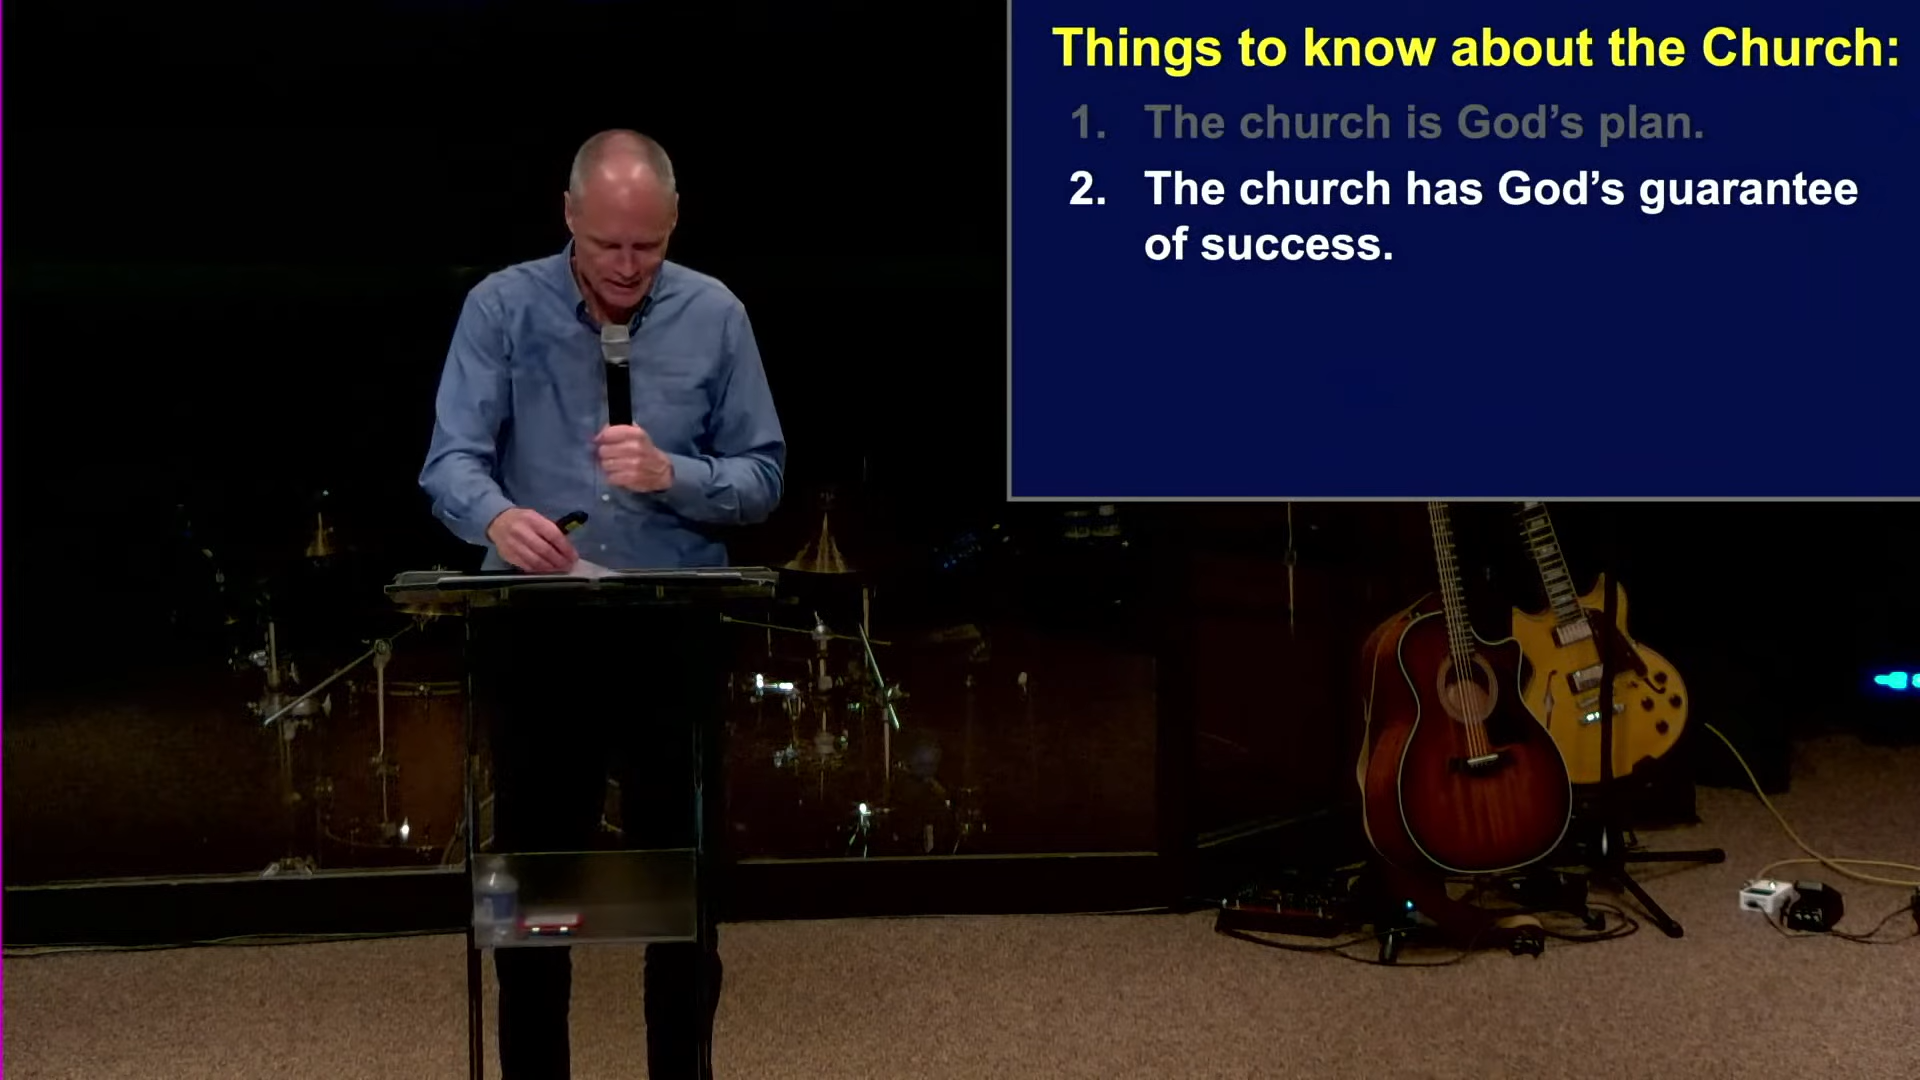 Things to know about the Church:
1. The church is God’s plan.
2. The church has God’s guarantee
of success.